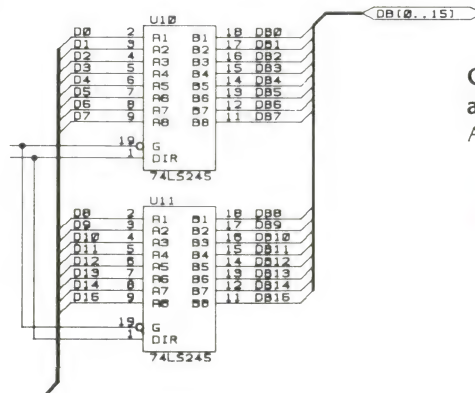 DB[0..15]
U10
D0 2 A1 B1 18 DB0
D1 3 A2 B2 17 DB1
D2 4 A3 B3 16 DB2
D3 5 A4 B4 15 DB3
D4 6 A5 B5 14 DB4
D5 7 A6 B6 13 DB5
D6 8 A7 B7 12 DB6
D7 9 A8 B8 11 DB7
19 G
1 DIR
74LS245
U11
D8 2 A1 B1 18 DB8
D9 3 A2 B2 17 DB9
D10 4 A3 B3 16 DB10
D11 5 A4 B4 15 DB11
D12 6 A5 B5 14 DB12
D13 7 A6 B6 13 DB13
D14 8 A7 B7 12 DB14
D15 9 A8 B8 11 DB15
19 G
1 DIR
74LS245